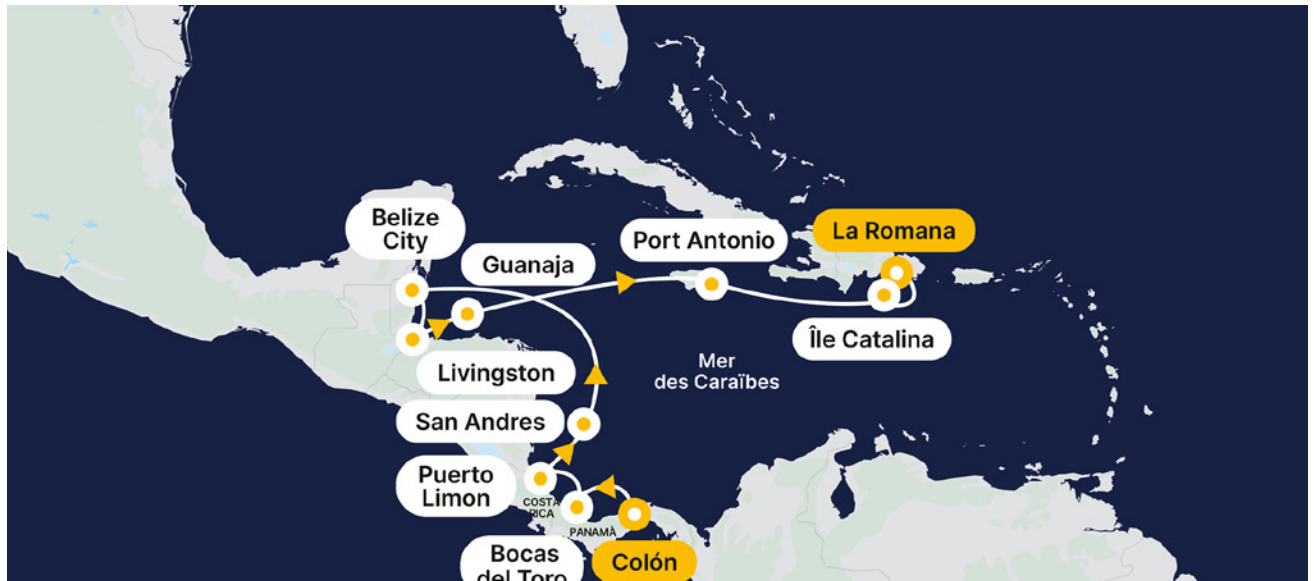 Belize
City
Guanaja
Port Antonio
La Romana
Île Catalina
Mer
des Caraïbes
Livingston
San Andres
Puerto
Limon
COSTA
RICA
PANAMÀ
Bocas
del Toro
Colón